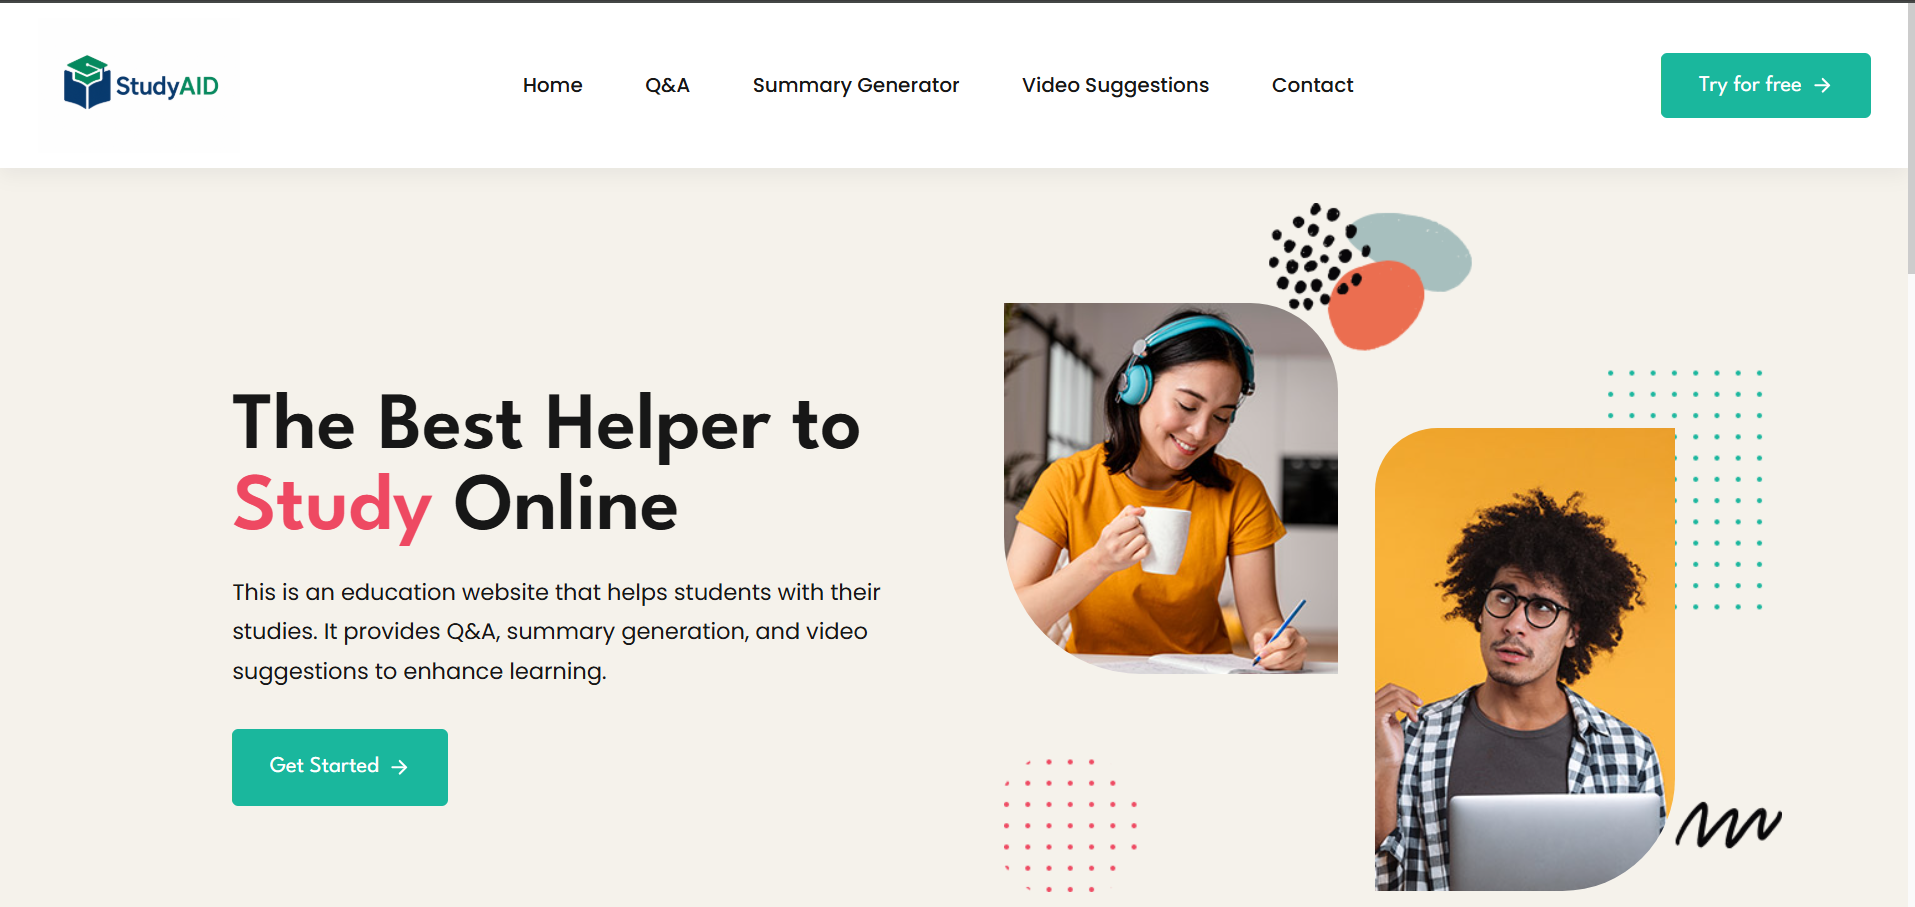 StudyAID
Home
Q&A
Summary Generator
Video Suggestions
Contact
Try for free →
The Best Helper to
Study Online
This is an education website that helps students with their
studies. It provides Q&A, summary generation, and video
suggestions to enhance learning.
Get Started →